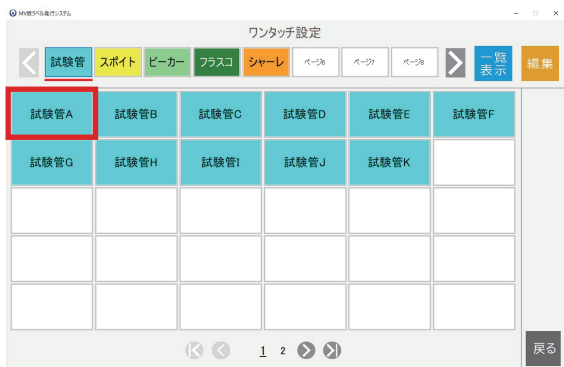 MV版ラベル発行システム
ワンタッチ設定
試験管 スポイト ビーカー フラスコ シャーレ ページ6 ページ7 ページ8 一覧表示 編集
試験管A 試験管B 試験管C 試験管D 試験管E 試験管F
試験管G 試験管H 試験管I 試験管J 試験管K
1 2
戻る